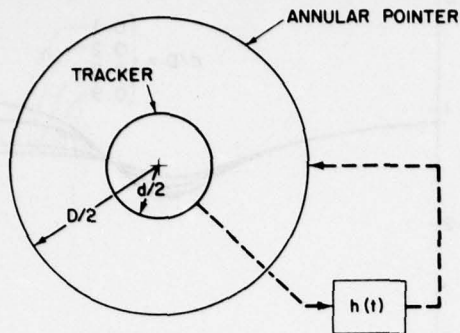 ANNULAR POINTER
TRACKER
d/2
D/2
h(t)